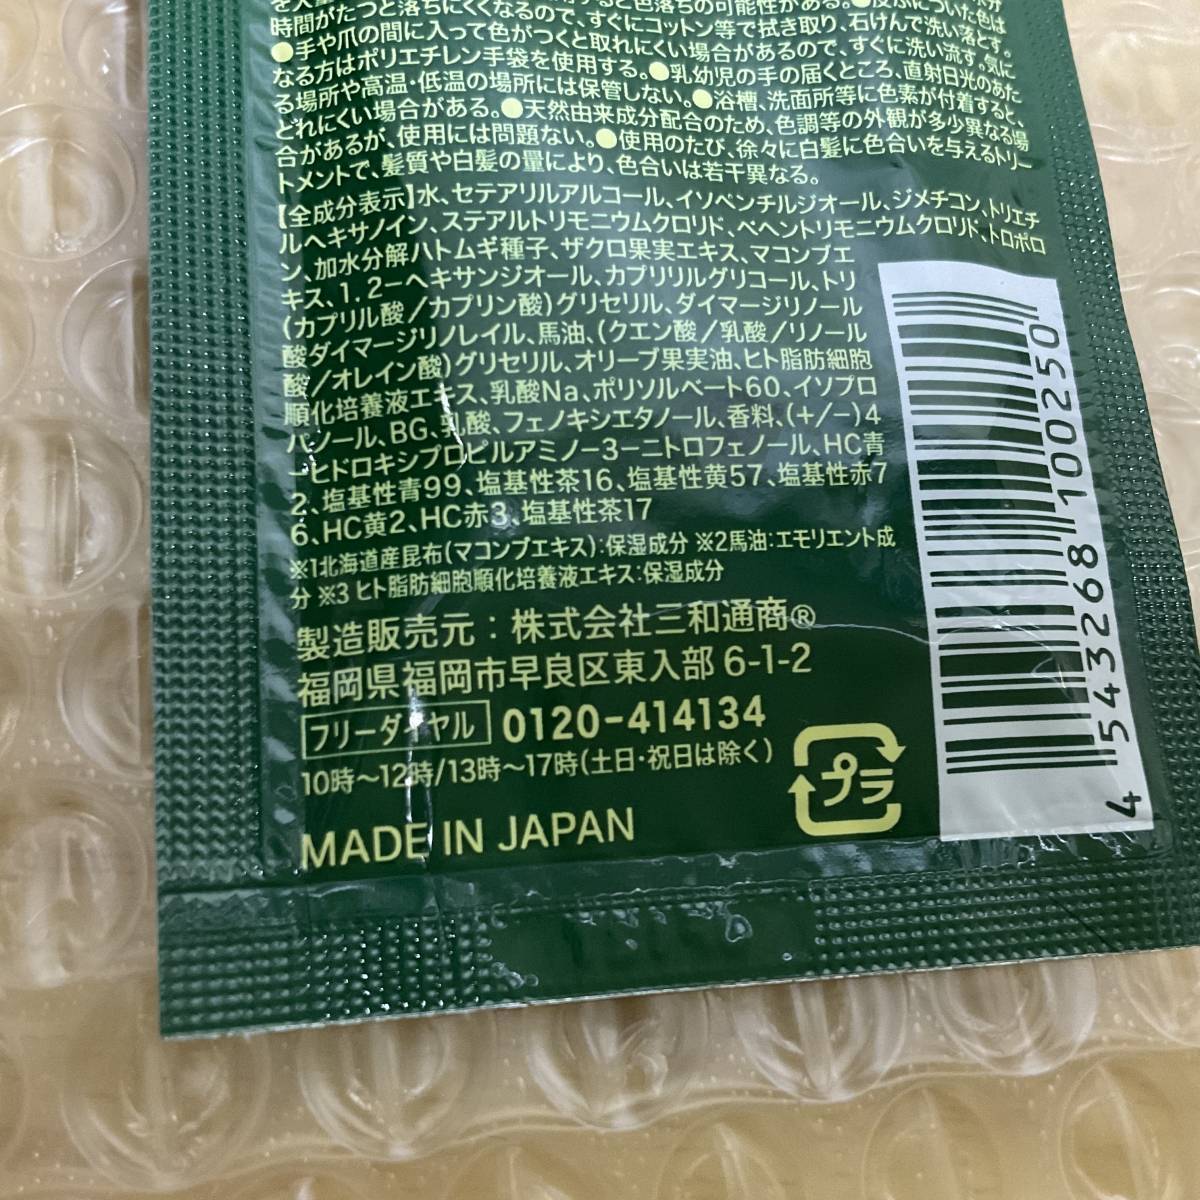 時間がたつと落ちにくくなるので、すぐにコットン等で拭き取り、石けんで洗い落とす。
●手や爪の間に入って色がつくと取れにくい場合があるので、すぐに洗い流す。気に
なる方はポリエチレン手袋を使用する。●乳幼児の手の届くところ、直射日光のあた
る場所や高温・低温の場所には保管しない。●浴槽、洗面所等に色素が付着すると、
とれにくい場合がある。●天然由来成分配合のため、色調等の外観が多少異なる場
合があるが、使用には問題ない。●使用のたび、徐々に白髪に色合いを与えるトリー
トメントで、髪質や白髪の量により、色合いは若干異なる。
【全成分表示】水、セテアリルアルコール、イソペンチルジオール、ジメチコン、トリエチ
ルヘキサノイン、ステアルトリモニウムクロリド、ベヘントリモニウムクロリド、トロポロ
ン、加水分解ハトムギ種子、ザクロ果実エキス、マコンブエ
キス、1,2-ヘキサンジオール、カプリリルグリコール、トリ
(カプリル酸/カプリン酸)グリセリル、ダイマージリノール
酸ダイマージリノレイル、馬油、(クエン酸/乳酸/リノール
酸/オレイン酸)グリセリル、オリーブ果実油、ヒト脂肪細胞
順化培養液エキス、乳酸Na、ポリソルベート60、イソプロ
パノール、BG、乳酸、フェノキシエタノール、香料、(+/-)4
-ヒドロキシプロピルアミノ-3-ニトロフェノール、HC青
2、塩基性青99、塩基性茶16、塩基性黄57、塩基性赤7
6、HC黄2、HC赤3、塩基性茶17
※1北海道産昆布(マコンブエキス):保湿成分 ※2馬油:エモリエント成
分 ※3 ヒト脂肪細胞順化培養液エキス:保湿成分
製造販売元：株式会社三和通商®
福岡県福岡市早良区東入部6-1-2
フリーダイヤル 0120-414134
10時〜12時/13時〜17時(土日・祝日は除く)
MADE IN JAPAN
プラ
4 543268 100250